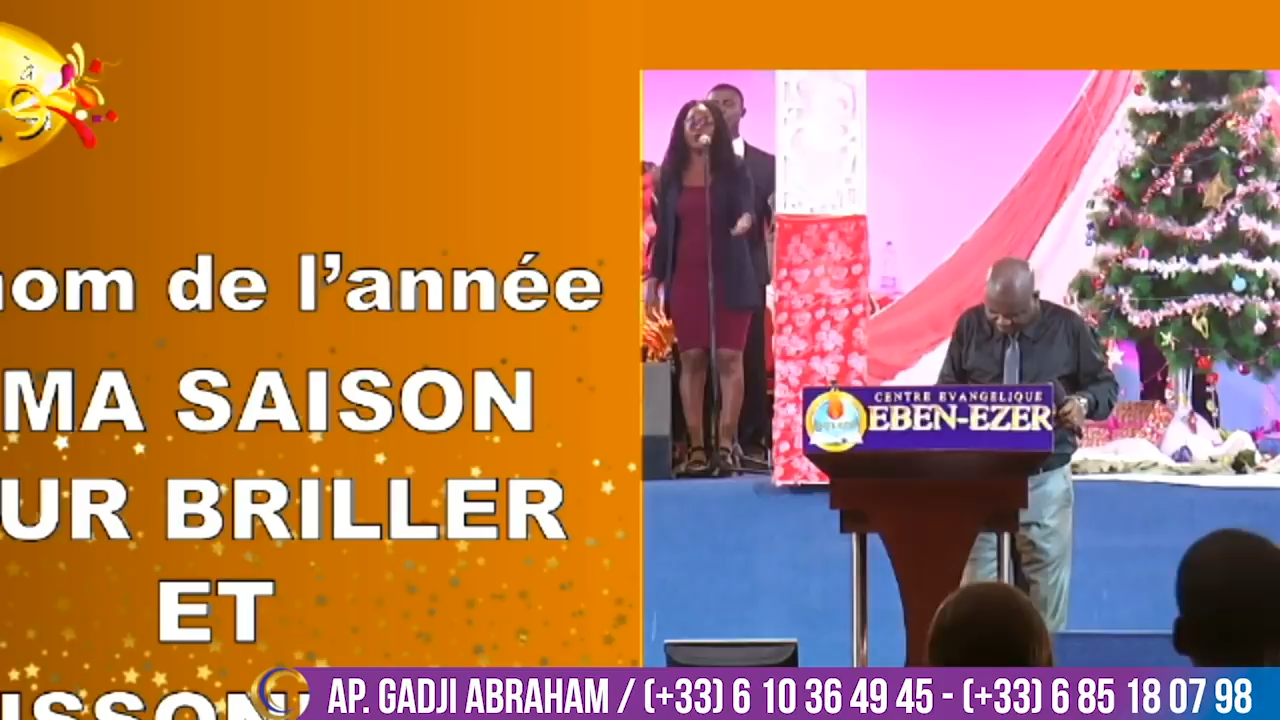 à
nom de l'année
MA SAISON
UR BRILLER
ET
CENTRE EVANGELIQUE
EBEN-EZER
AP. GADJI ABRAHAM / (+33) 6 10 36 49 45 - (+33) 6 85 18 07 98